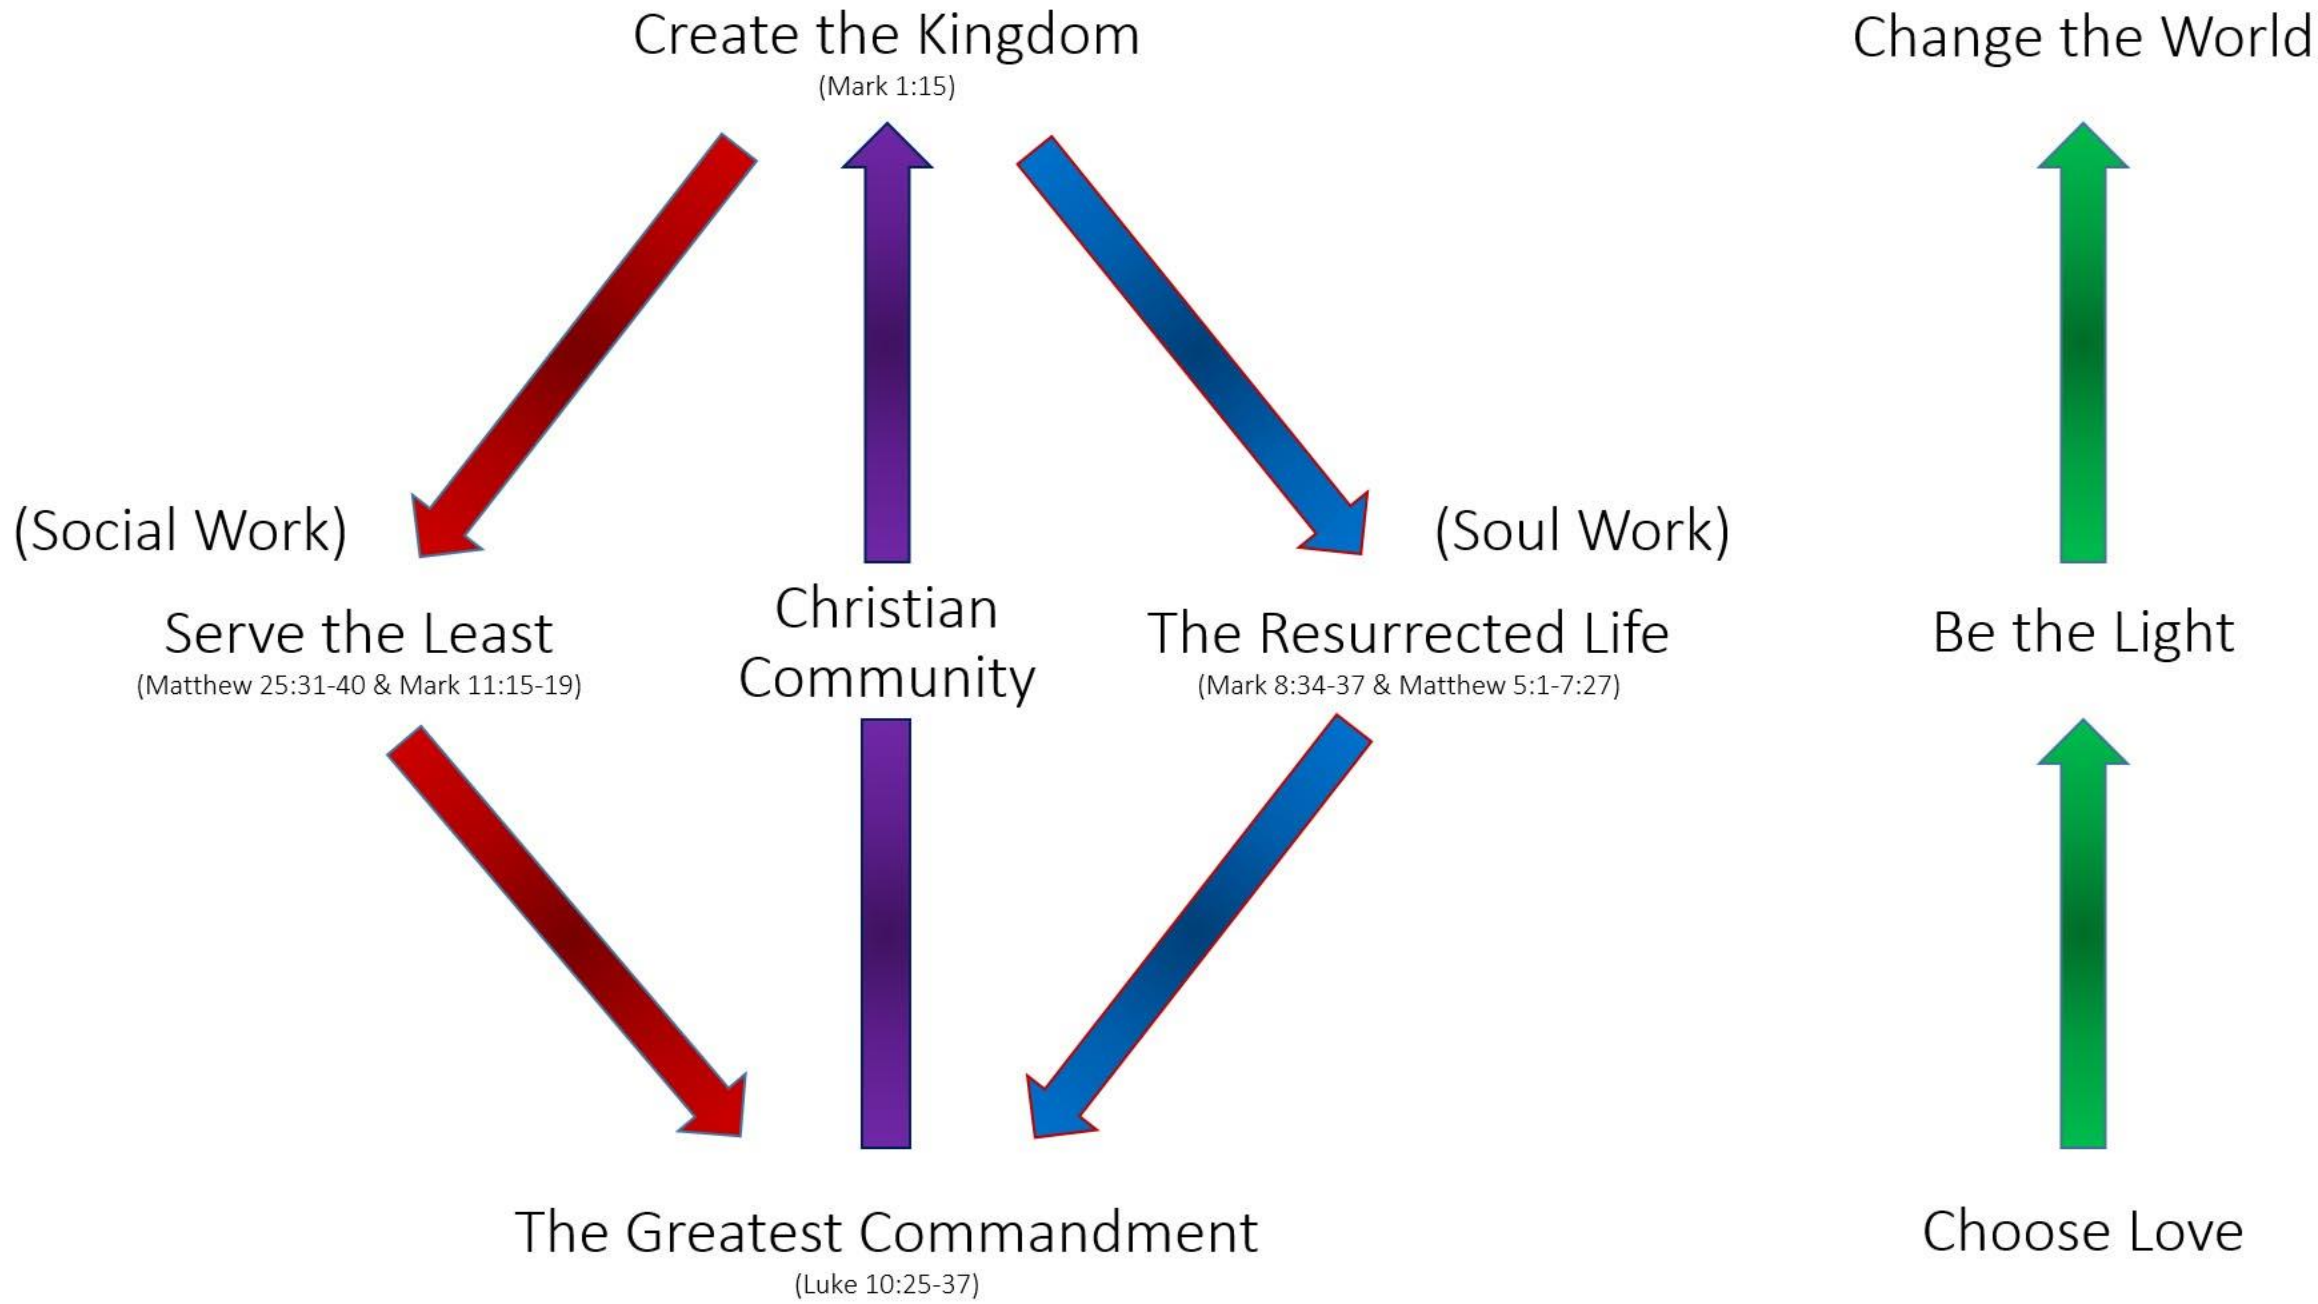 Create the Kingdom
(Mark 1:15)
Change the World
(Social Work)
(Soul Work)
Serve the Least
(Matthew 25:31-40 & Mark 11:15-19)
Christian
Community
The Resurrected Life
(Mark 8:34-37 & Matthew 5:1-7:27)
Be the Light
The Greatest Commandment
(Luke 10:25-37)
Choose Love